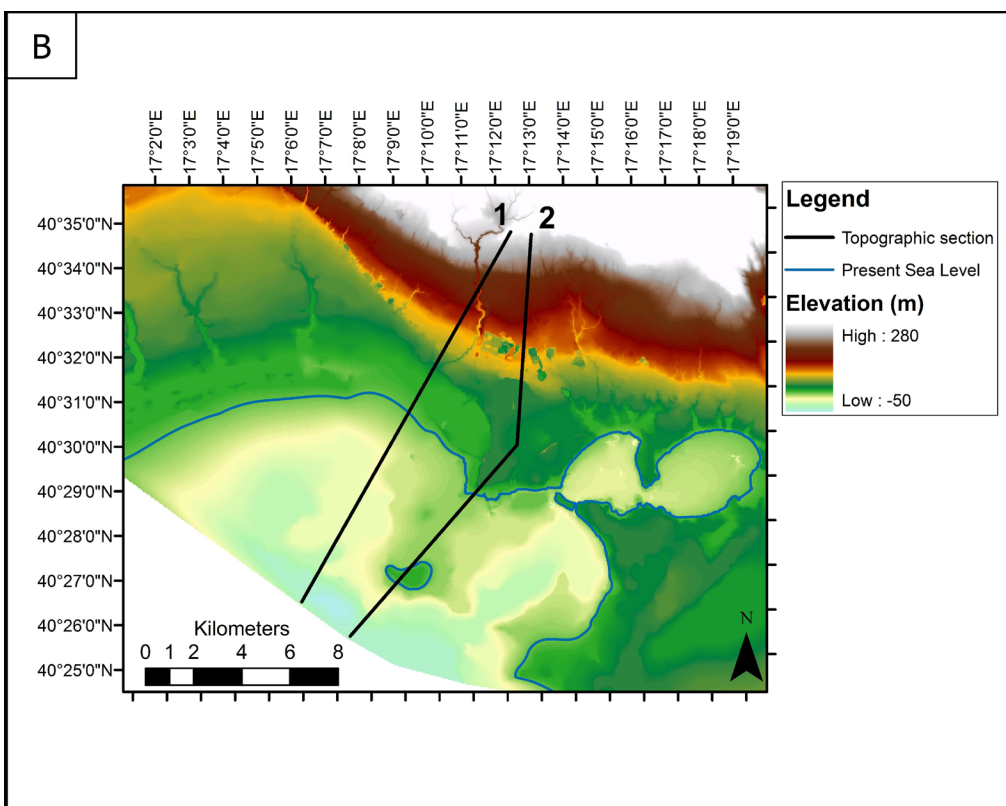 B
17°2'0"E
17°3'0"E
17°4'0"E
17°5'0"E
17°6'0"E
17°7'0"E
17°8'0"E
17°9'0"E
17°10'0"E
17°11'0"E
17°12'0"E
17°13'0"E
17°14'0"E
17°15'0"E
17°16'0"E
17°17'0"E
17°18'0"E
17°19'0"E
40°35'0"N
40°34'0"N
40°33'0"N
40°32'0"N
40°31'0"N
40°30'0"N
40°29'0"N
40°28'0"N
40°27'0"N
40°26'0"N
40°25'0"N
1 2
Kilometers
0 1 2 4 6 8
N
Legend
Topographic section
Present Sea Level
Elevation (m)
High : 280
Low : -50